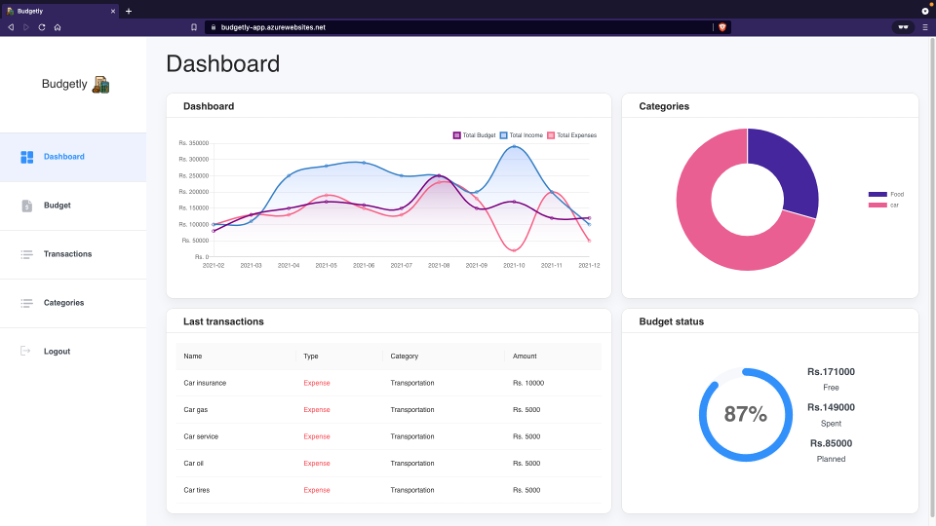 Budgetly
budgetly-app.azurewebsites.net
Budgetly
Dashboard
Budget
Transactions
Categories
Logout
Dashboard
Dashboard
Total Budget Total Income Total Expenses
Rs. 350000
Rs. 300000
Rs. 250000
Rs. 200000
Rs. 150000
Rs. 100000
Rs. 50000
Rs. 0
2021-02 2021-03 2021-04 2021-05 2021-06 2021-07 2021-08 2021-09 2021-10 2021-11 2021-12
Categories
Food
car
Last transactions
Name Type Category Amount
Car insurance Expense Transportation Rs. 10000
Car gas Expense Transportation Rs. 5000
Car service Expense Transportation Rs. 5000
Car oil Expense Transportation Rs. 5000
Car tires Expense Transportation Rs. 5000
Budget status
87%
Rs.171000
Free
Rs.149000
Spent
Rs.85000
Planned